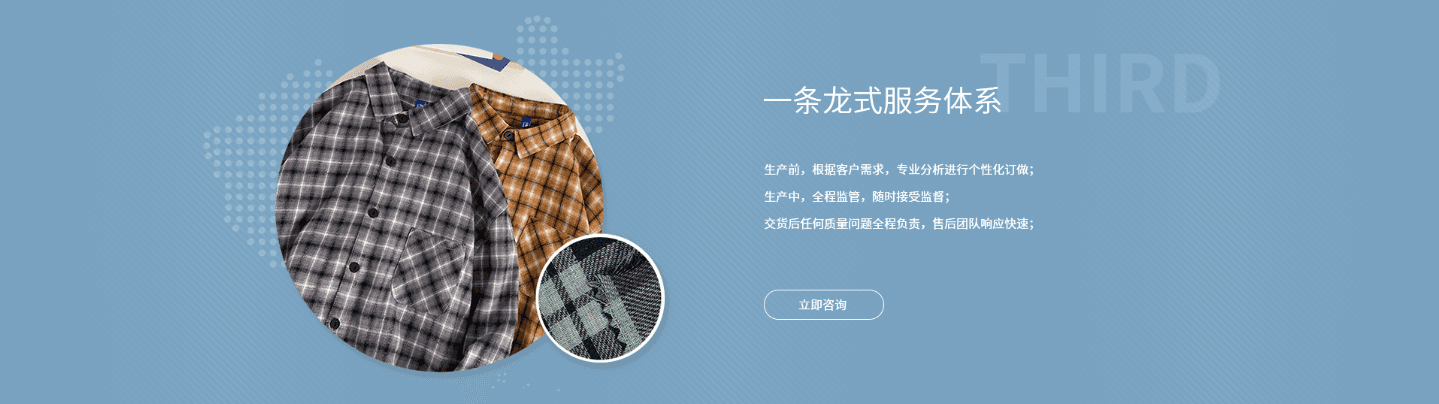 THIRD
一条龙式服务体系
生产前，根据客户需求，专业分析进行个性化订做；
生产中，全程监管，随时接受监督；
交货后任何质量问题全程负责，售后团队响应快速；
立即咨询